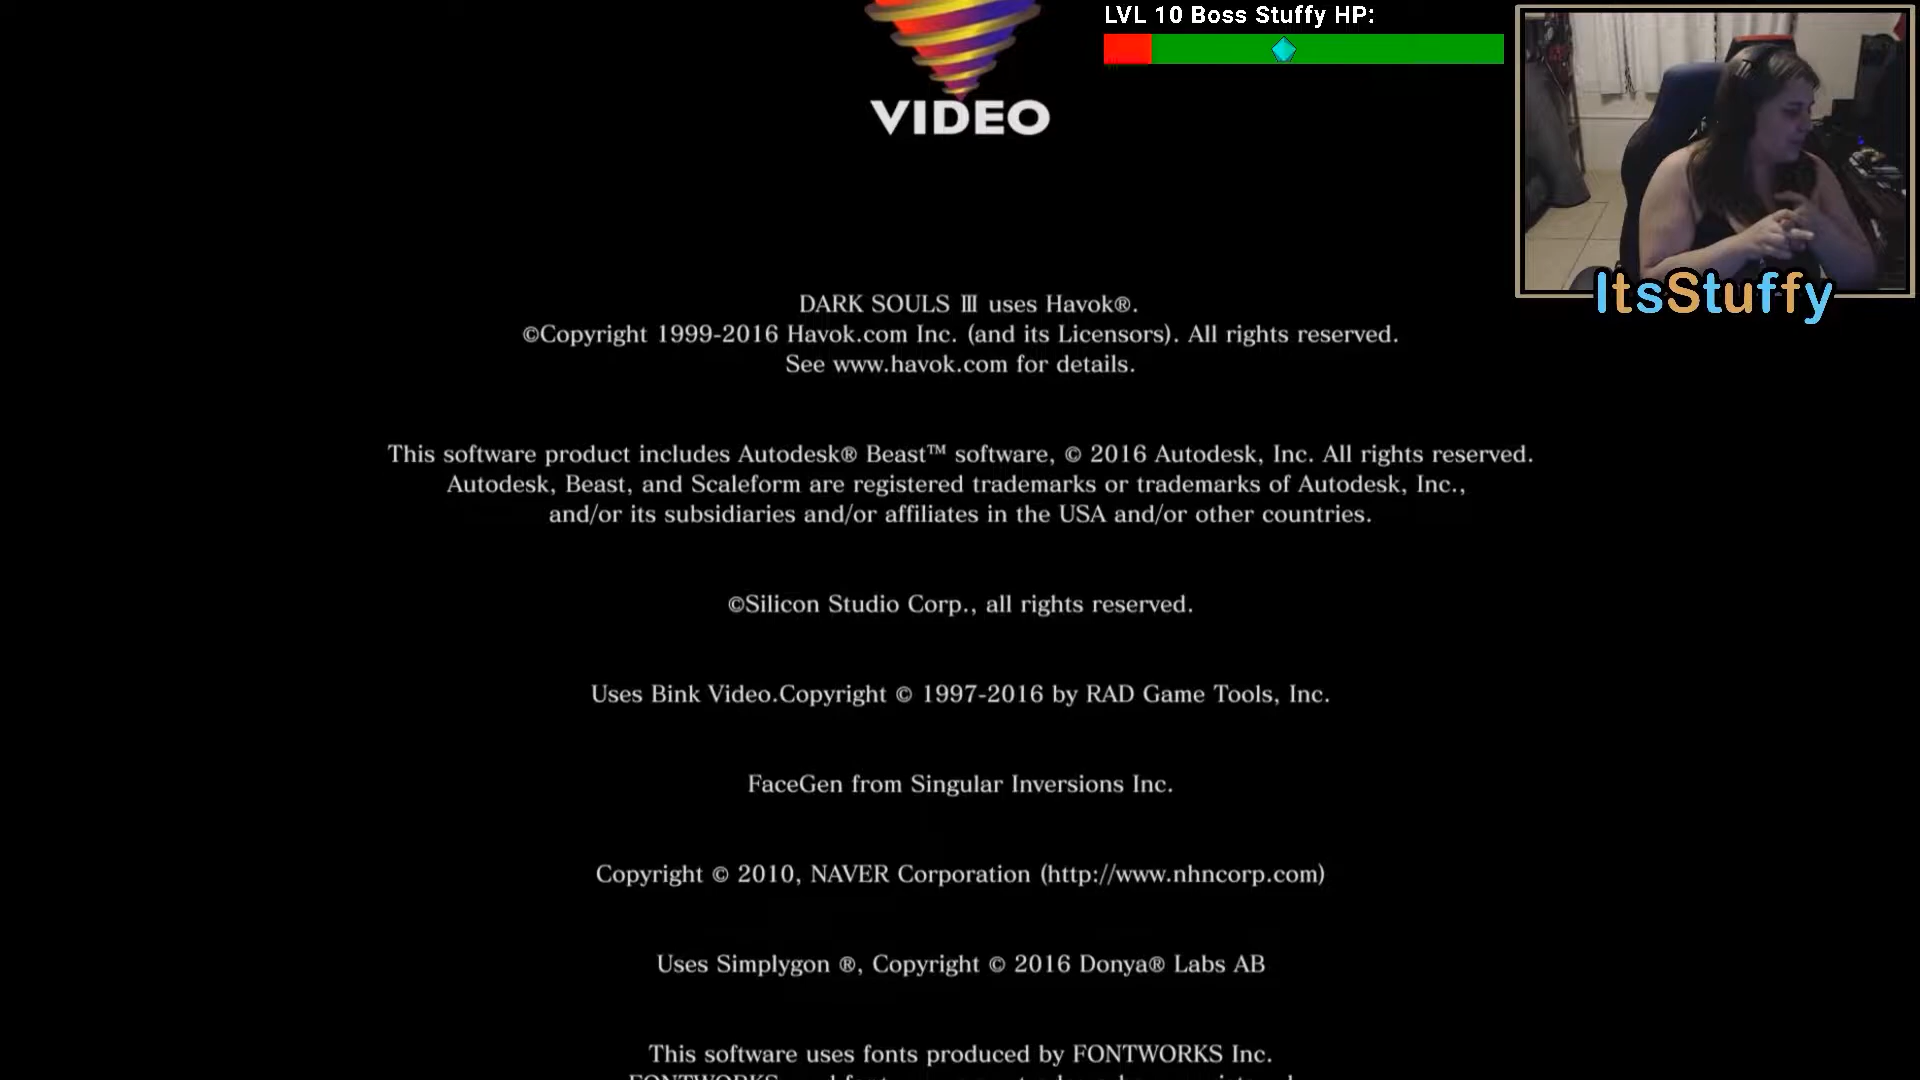 LVL 10 Boss Stuffy HP:
VIDEO
ItsStuffy
DARK SOULS Ⅲ uses Havok®.
©Copyright 1999-2016 Havok.com Inc. (and its Licensors). All rights reserved.
See www.havok.com for details.
This software product includes Autodesk® Beast™ software, © 2016 Autodesk, Inc. All rights reserved.
Autodesk, Beast, and Scaleform are registered trademarks or trademarks of Autodesk, Inc.,
and/or its subsidiaries and/or affiliates in the USA and/or other countries.
©Silicon Studio Corp., all rights reserved.
Uses Bink Video.Copyright © 1997-2016 by RAD Game Tools, Inc.
FaceGen from Singular Inversions Inc.
Copyright © 2010, NAVER Corporation (http://www.nhncorp.com)
Uses Simplygon ®, Copyright © 2016 Donya® Labs AB
This software uses fonts produced by FONTWORKS Inc.